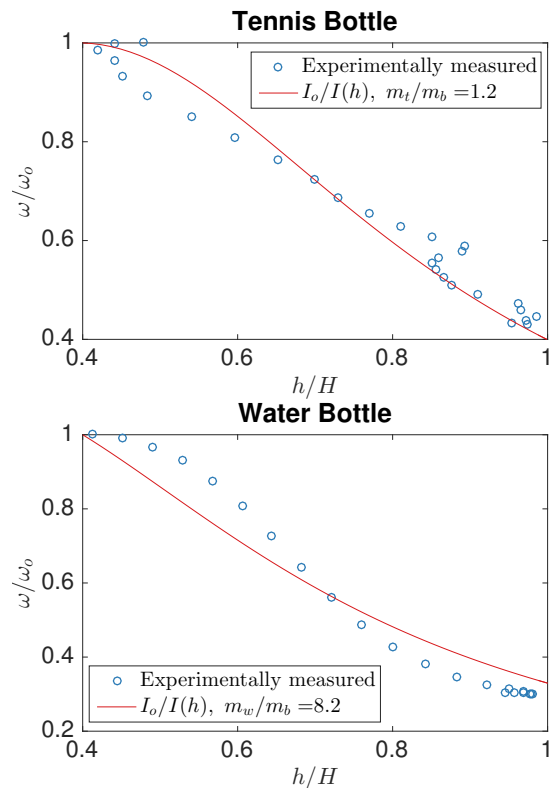 Tennis Bottle
1
0.8
0.6
0.4
ω/ω_o
Experimentally measured
I_o/I(h), m_t/m_b =1.2
0.4 0.6 0.8 1
h/H
Water Bottle
1
0.8
0.6
0.4
0.2
ω/ω_o
Experimentally measured
I_o/I(h), m_w/m_b =8.2
0.4 0.6 0.8 1
h/H